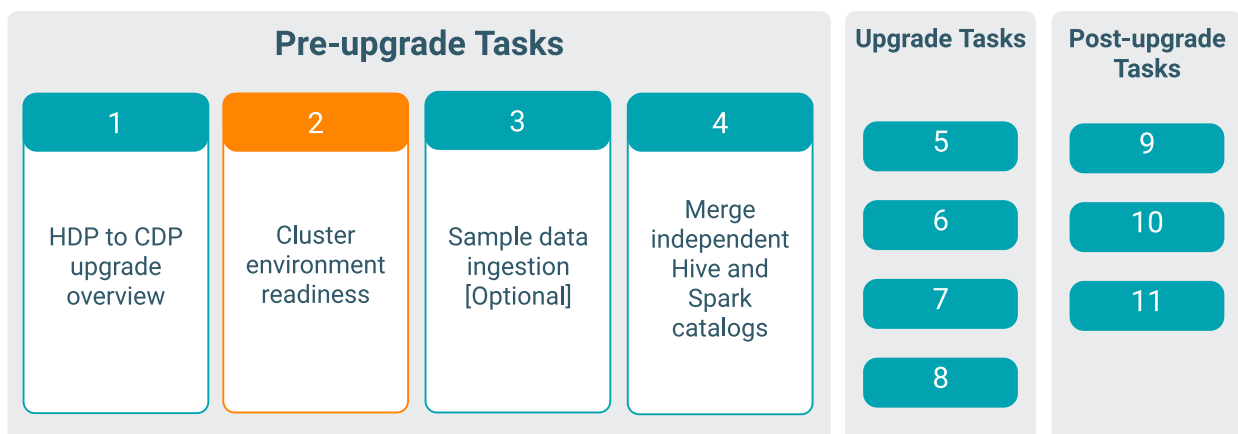 Pre-upgrade Tasks
1
HDP to CDP
upgrade
overview
2
Cluster
environment
readiness
3
Sample data
ingestion
[Optional]
4
Merge
independent
Hive and
Spark
catalogs
Upgrade Tasks
5
6
7
8
Post-upgrade
Tasks
9
10
11